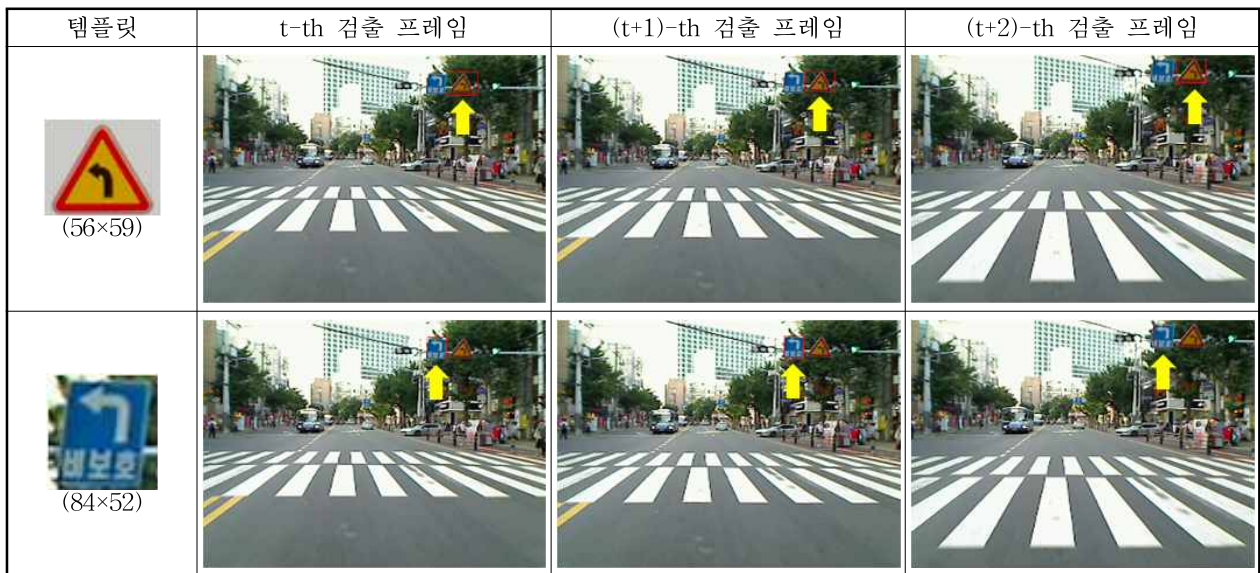 템플릿
t-th 검출 프레임
(t+1)-th 검출 프레임
(t+2)-th 검출 프레임
(56×59)
비보호
(84×52)